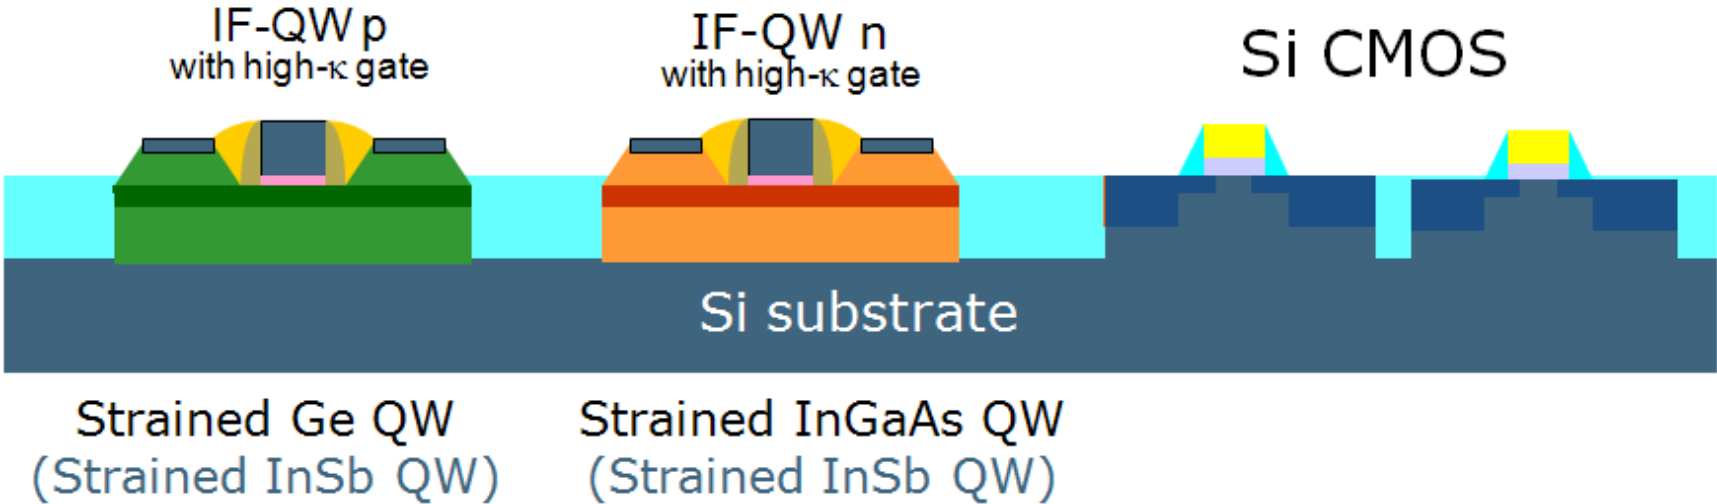 IF-QW p
with high-κ gate
IF-QW n
with high-κ gate
Si CMOS
Si substrate
Strained Ge QW
(Strained InSb QW)
Strained InGaAs QW
(Strained InSb QW)